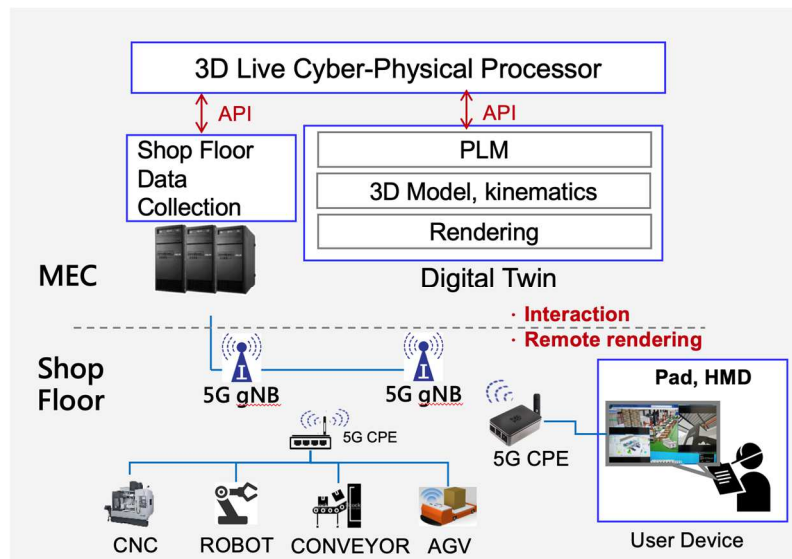 3D Live Cyber-Physical Processor
API
API
Shop Floor
Data
Collection
PLM
3D Model, kinematics
Rendering
MEC
Digital Twin
· Interaction
· Remote rendering
Shop
Floor
5G gNB
5G gNB
Pad, HMD
5G CPE
5G CPE
CNC
ROBOT
CONVEYOR
AGV
User Device